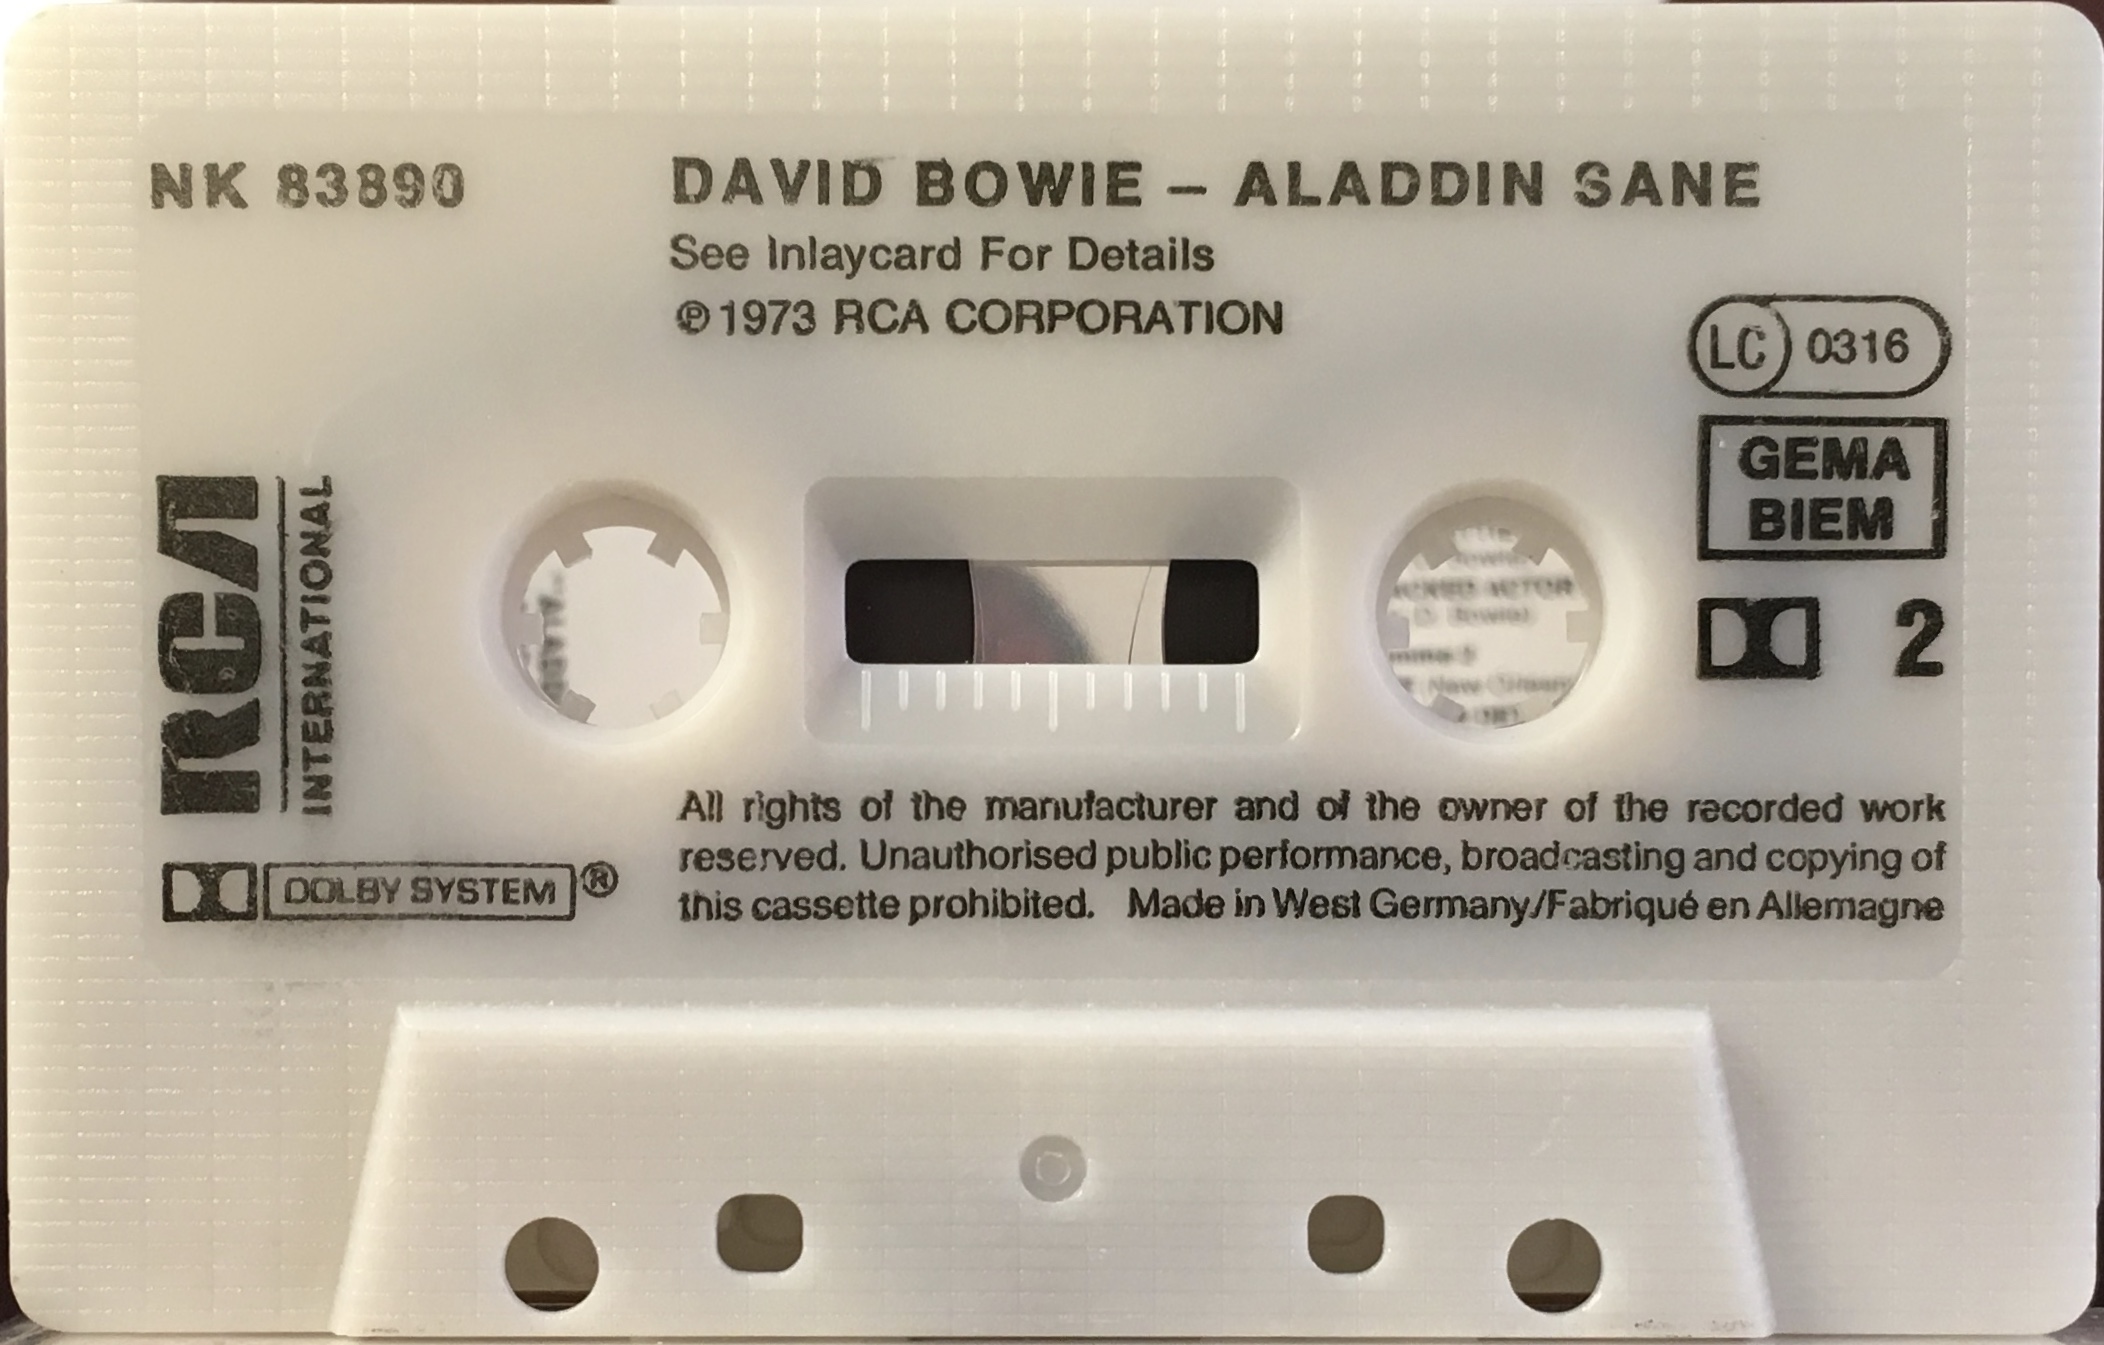 NK 83890
DAVID BOWIE – ALADDIN SANE
See Inlaycard For Details
℗ 1973 RCA CORPORATION
LC 0316
GEMA
BIEM
RCA
INTERNATIONAL
2
DOLBY SYSTEM ®
All rights of the manufacturer and of the owner of the recorded work
reserved. Unauthorised public performance, broadcasting and copying of
this cassette prohibited. Made in West Germany/Fabriqué en Allemagne